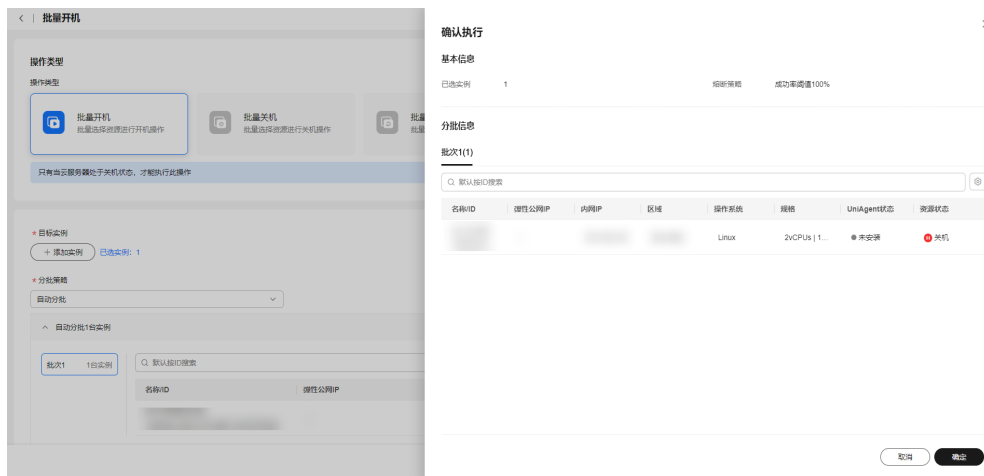 批量开机
操作类型
操作类型
批量开机
批量选择资源进行开机操作
批量关机
批量选择资源进行关机操作
只有当云服务器处于关机状态，才能执行此操作
* 目标实例
+ 添加实例
已选实例：1
* 分批策略
自动分批
自动分批1台实例
批次1 1台实例
默认按ID搜索
名称/ID 弹性公网IP
确认执行
基本信息
已选实例 1 熔断策略 成功率阈值100%
分批信息
批次1(1)
默认按ID搜索
名称/ID 弹性公网IP 内网IP 区域 操作系统 规格 UniAgent状态 资源状态
Linux 2vCPUs | 1... 未安装 关机
取消 确定